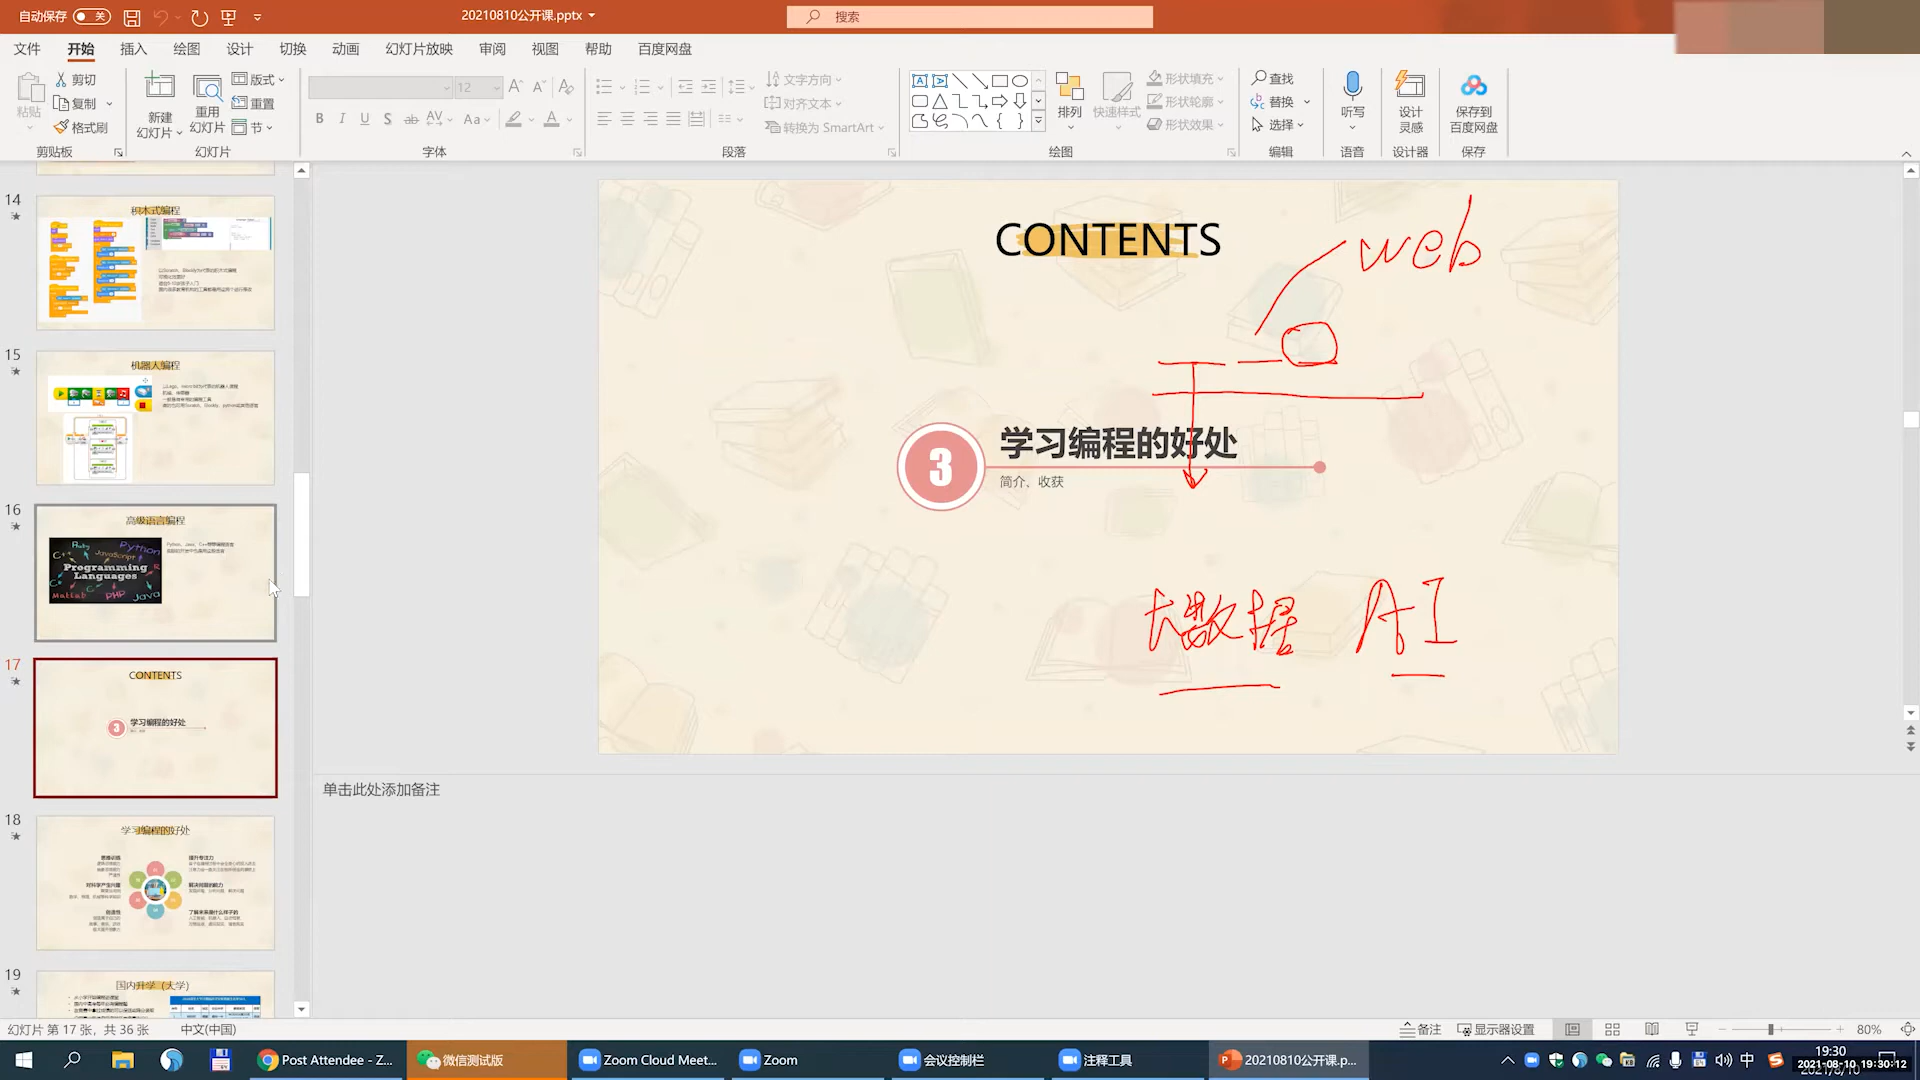 自动保存 关
20210810公开课.pptx
搜索
文件 开始 插入 绘图 设计 切换 动画 幻灯片放映 审阅 视图 帮助 百度网盘
粘贴
剪切
复制
格式刷
剪贴板
新建
幻灯片
重用
幻灯片
版式
重置
节
幻灯片
12
字体
文字方向
对齐文本
转换为 SmartArt
段落
排列
快速样式
形状填充
形状轮廓
形状效果
绘图
查找
替换
选择
编辑
听写
语音
设计
灵感
设计器
保存到
百度网盘
保存
14
积木式编程
15
机器人编程
16
高级语言编程
Programming
Languages
17
CONTENTS
3
学习编程的好处
18
学习编程的好处
19
国内升学（大学）
CONTENTS
web
3
学习编程的好处
简介、收获
大数据 AI
单击此处添加备注
幻灯片 第 17 张，共 36 张 中文(中国)
备注 显示器设置 80%
Post Attendee - Z...
微信测试版
Zoom Cloud Meet...
Zoom
会议控制栏
注释工具
20210810公开课.p...
中
19:30
2021-08-10 19:30:12